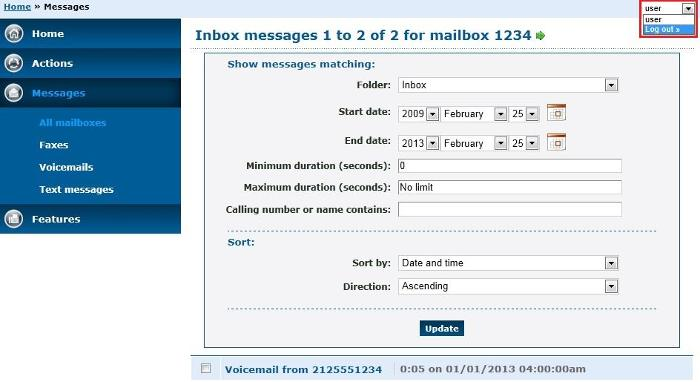 Home » Messages
user
user
Log out »
Home
Actions
Messages
All mailboxes
Faxes
Voicemails
Text messages
Features
Inbox messages 1 to 2 of 2 for mailbox 1234
Show messages matching:
Folder: Inbox
Start date: 2009 February 25
End date: 2013 February 25
Minimum duration (seconds): 0
Maximum duration (seconds): No limit
Calling number or name contains:
Sort:
Sort by: Date and time
Direction: Ascending
Update
Voicemail from 2125551234 0:05 on 01/01/2013 04:00:00am